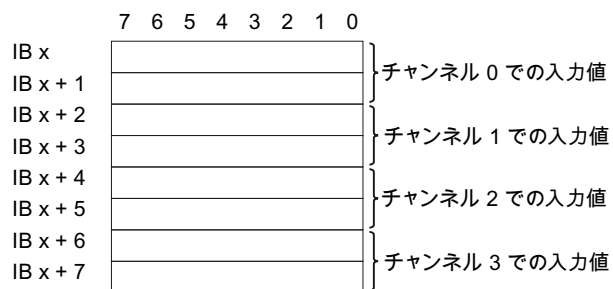 7 6 5 4 3 2 1 0
IB x
IB x + 1
チャンネル 0 での入力値
IB x + 2
IB x + 3
チャンネル 1 での入力値
IB x + 4
IB x + 5
チャンネル 2 での入力値
IB x + 6
IB x + 7
チャンネル 3 での入力値